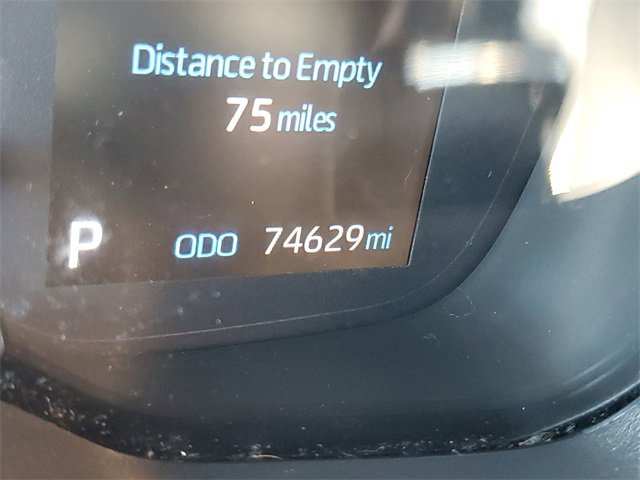 Distance to Empty
75 miles
P ODO 74629 mi